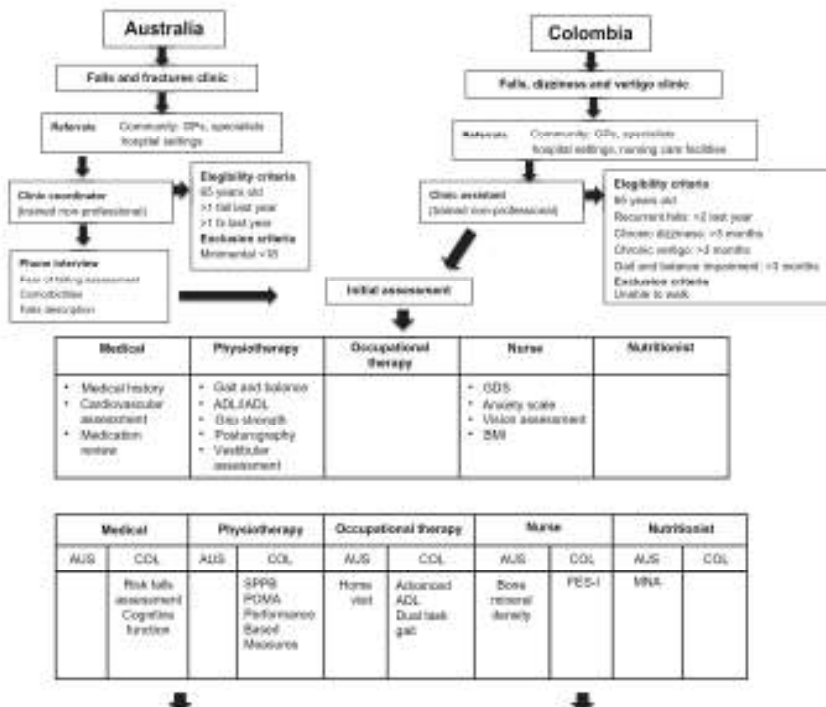 Australia
Falls and fractures clinic
Referrals Community: GPs, specialists
hospital settings
Clinic coordinator
(trained non-professional)
Elegibility criteria
65 years old
>1 fall last year
>1 fx last year
Exclusion criteria
Minimental <18
Phone interview
Fear of falling assessment
Comorbidities
Falls description
Colombia
Falls, dizziness and vertigo clinic
Referrals Community: GPs, specialists
hospital settings, nursing care facilities
Clinic assistant
(trained non-professional)
Elegibility criteria
65 years old
Recurrent falls: >2 last year
Chronic dizziness: >3 months
Chronic vertigo: >3 months
Gait and balance impairment: >3 months
Exclusion criteria
Unable to walk
Initial assessment
Medical Physiotherapy Occupational therapy Nurse Nutritionist
• Medical history
• Cardiovascular
assessment
• Medication
review
• Gait and balance
• ADL/IADL
• Grip strength
• Posturography
• Vestibular
assessment
• GDS
• Anxiety scale
• Vision assessment
• BMI
Medical Physiotherapy Occupational therapy Nurse Nutritionist
AUS COL AUS COL AUS COL AUS COL AUS COL
Risk falls
assessment
Cognitive
function
SPPB
POMA
Performance
Based
Measures
Home
visit
Advanced
ADL
Dual task
gait
Bone
mineral
density
FES-I
MNA